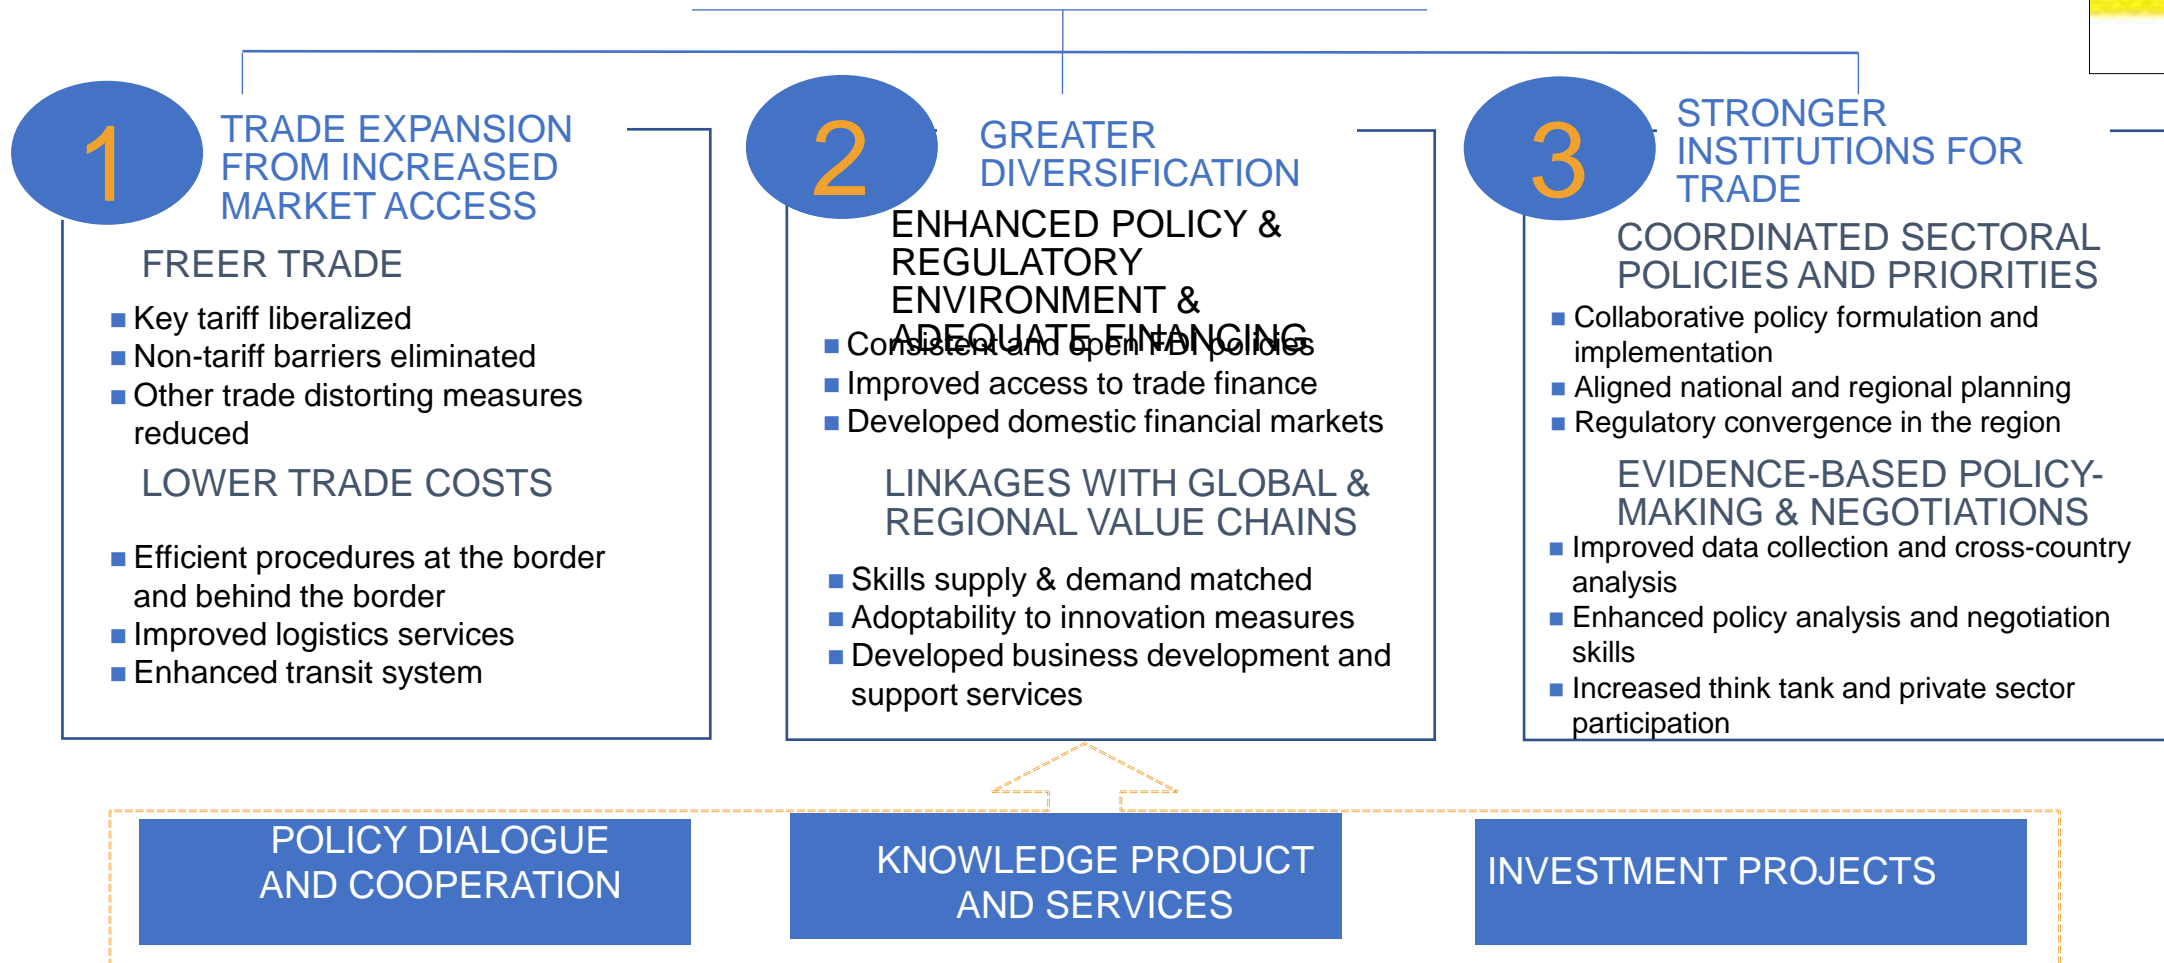 1
TRADE EXPANSION
FROM INCREASED
MARKET ACCESS
FREER TRADE
Key tariff liberalized
Non-tariff barriers eliminated
Other trade distorting measures
reduced
LOWER TRADE COSTS
Efficient procedures at the border
and behind the border
Improved logistics services
Enhanced transit system
2
GREATER
DIVERSIFICATION
ENHANCED POLICY &
REGULATORY
ENVIRONMENT &
ADEQUATE FINANCING
Consistent and open FDI policies
Improved access to trade finance
Developed domestic financial markets
LINKAGES WITH GLOBAL &
REGIONAL VALUE CHAINS
Skills supply & demand matched
Adoptability to innovation measures
Developed business development and
support services
3
STRONGER
INSTITUTIONS FOR
TRADE
COORDINATED SECTORAL
POLICIES AND PRIORITIES
Collaborative policy formulation and
implementation
Aligned national and regional planning
Regulatory convergence in the region
EVIDENCE-BASED POLICY-
MAKING & NEGOTIATIONS
Improved data collection and cross-country
analysis
Enhanced policy analysis and negotiation
skills
Increased think tank and private sector
participation
POLICY DIALOGUE
AND COOPERATION
KNOWLEDGE PRODUCT
AND SERVICES
INVESTMENT PROJECTS